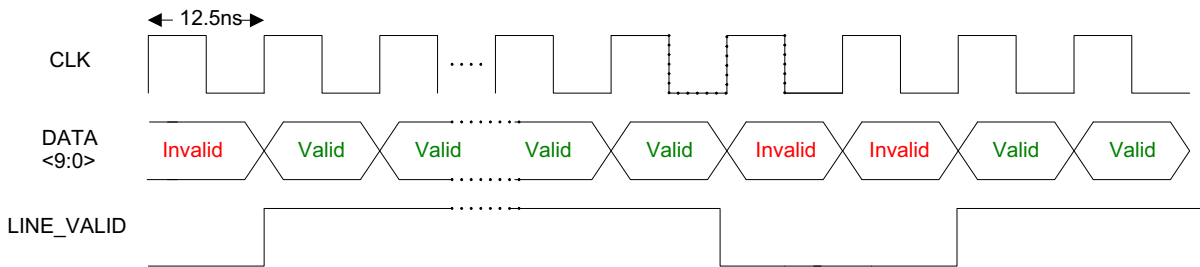 12.5ns
CLK
DATA
<9:0>
Invalid Valid Valid Valid Valid Invalid Invalid Valid Valid
LINE_VALID